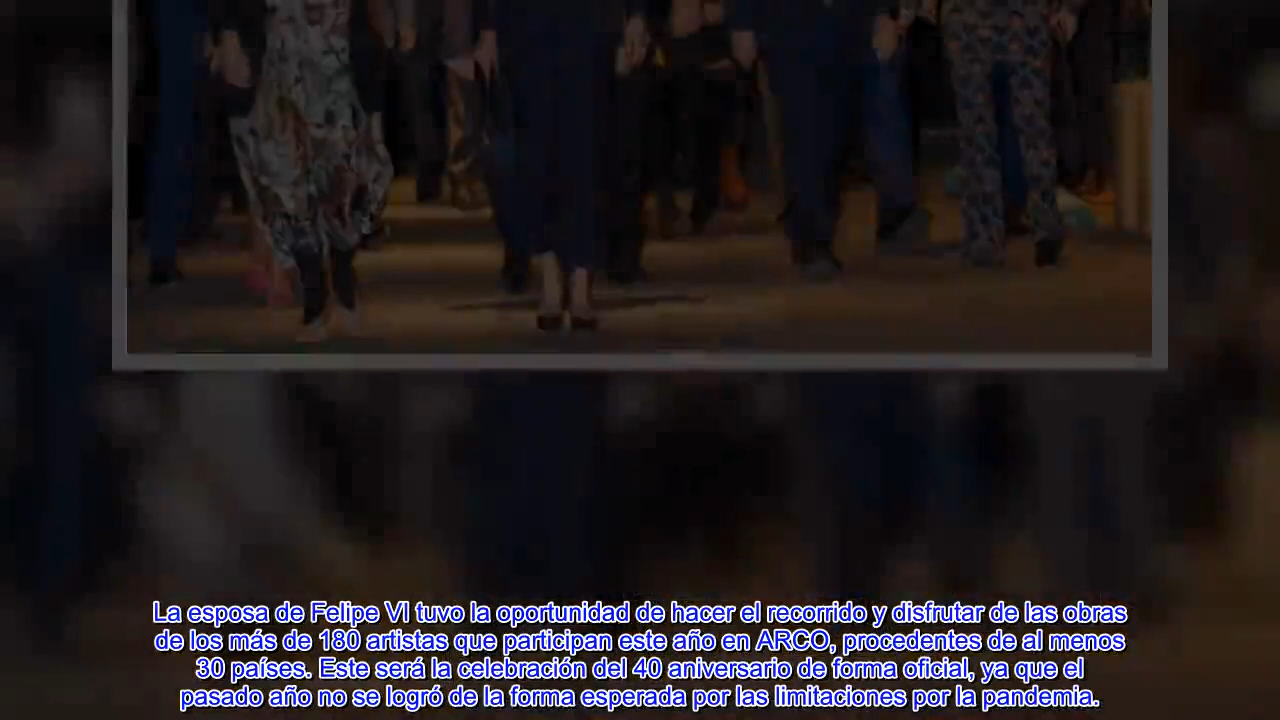 La esposa de Felipe VI tuvo la oportunidad de hacer el recorrido y disfrutar de las obras
de los más de 180 artistas que participan este año en ARCO, procedentes de al menos
30 países. Este será la celebración del 40 aniversario de forma oficial, ya que el
pasado año no se logró de la forma esperada por las limitaciones por la pandemia.